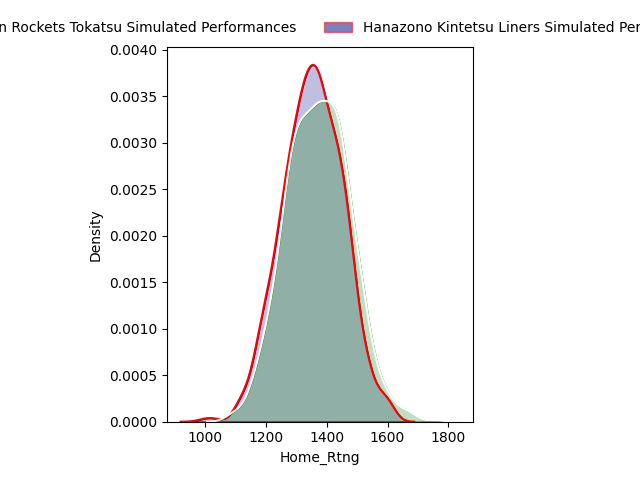 Rockets Tokatsu Simulated Performances
Hanazono Kintetsu Liners Simulated
0.0040
0.0035
0.0030
0.0025
0.0020
0.0015
0.0010
0.0005
0.0000
Density
1000 1200 1400 1600 1800
Home_Rtng